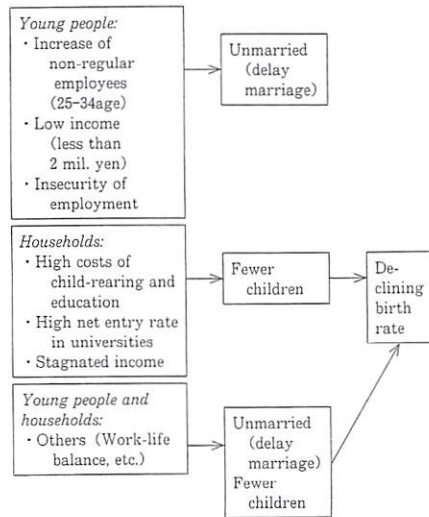 Young people:
・Increase of
non-regular
employees
(25-34age)
・Low income
(less than
2 mil. yen)
・Insecurity of
employment
Unmarried
(delay
marriage)
Households:
・High costs of
child-rearing and
education
・High net entry rate
in universities
・Stagnated income
Fewer
children
De-
clining
birth
rate
Young people and
households:
・Others (Work-life
balance, etc.)
Unmarried
(delay
marriage)
Fewer
children